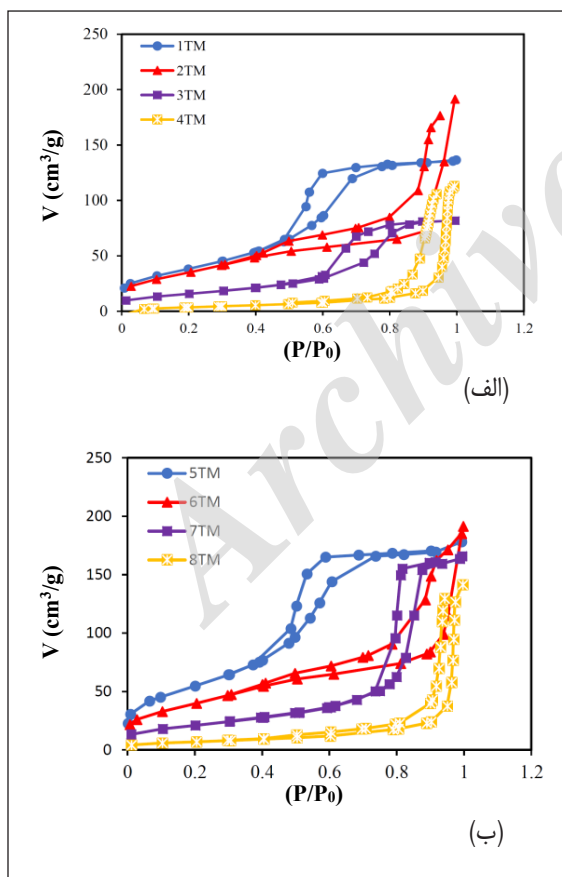 250
200
150
100
50
0
V (cm³/g)
1TM
2TM
3TM
4TM
0 0.2 0.4 0.6 0.8 1 1.2
(P/P₀)
(الف)
250
200
150
100
50
0
V (cm³/g)
5TM
6TM
7TM
8TM
0 0.2 0.4 0.6 0.8 1 1.2
(P/P₀)
(ب)
Archive